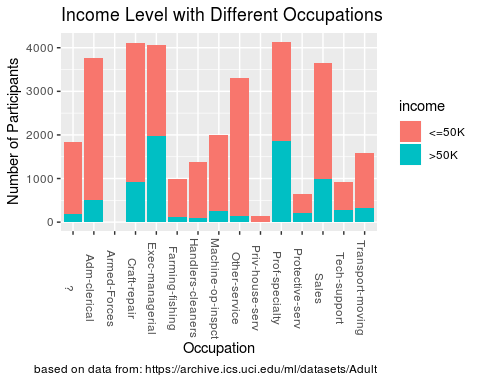 Income Level with Different Occupations
Number of Participants
4000
3000
2000
1000
0
income
<=50K
>50K
?
Adm-clerical
Armed-Forces
Craft-repair
Exec-managerial
Farming-fishing
Handlers-cleaners
Machine-op-inspct
Other-service
Priv-house-serv
Prof-specialty
Protective-serv
Sales
Tech-support
Transport-moving
Occupation
based on data from: https://archive.ics.uci.edu/ml/datasets/Adult